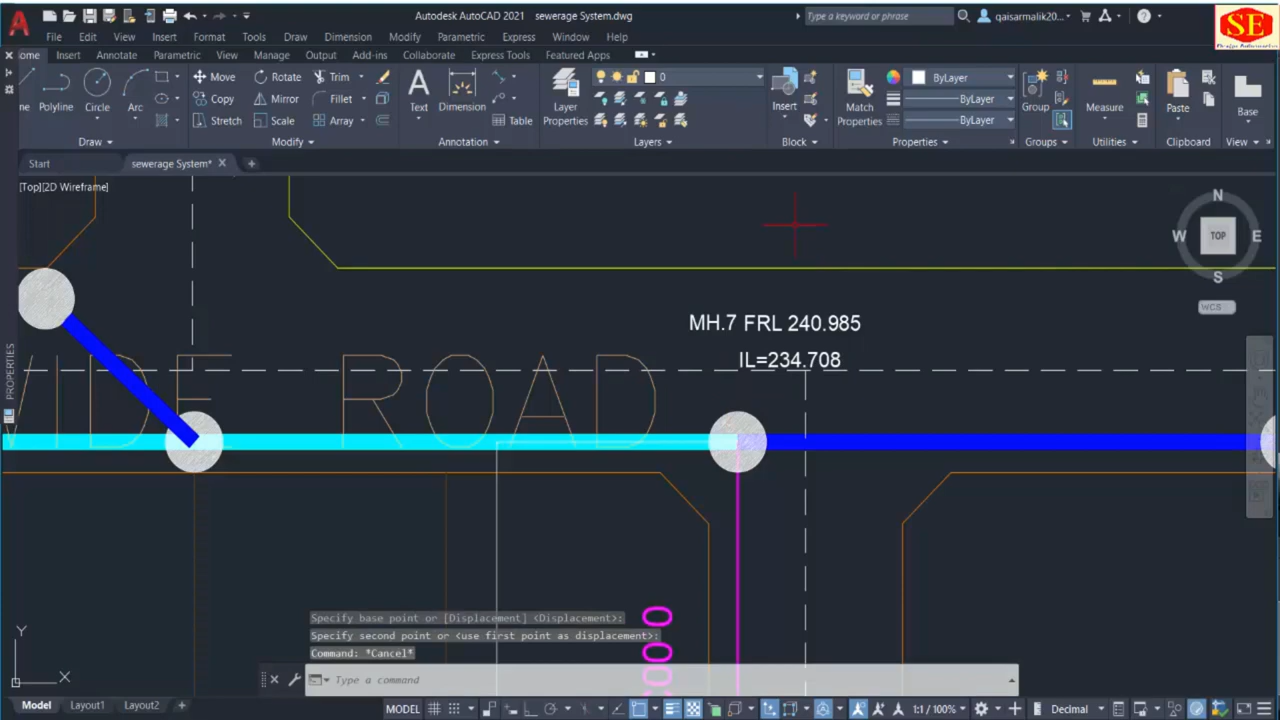 Autodesk AutoCAD 2021 sewerage System.dwg
Type a keyword or phrase
qaisarmalik20...
SE
File Edit View Insert Format Tools Draw Dimension Modify Parametric Express Window Help
ome Insert Annotate Parametric View Manage Output Add-ins Collaborate Express Tools Featured Apps
ne Polyline Circle Arc
Move Rotate Trim
Copy Mirror Fillet
Stretch Scale Array
Text Dimension Table
Layer Properties
0
Insert
Match Properties
ByLayer
ByLayer
ByLayer
Group Measure Paste Base
Draw Modify Annotation Layers Block Properties Groups Utilities Clipboard View
Start sewerage System*
[Top][2D Wireframe]
N
W TOP E
S
WCS
MH.7 FRL 240.985
IL=234.708
WIDE ROAD
PROPERTIES
Specify base point or [Displacement] <Displacement>:
Specify second point or <use first point as displacement>:
Command: *Cancel*
Type a command
Y
X
Model Layout1 Layout2
MODEL 1:1 / 100% Decimal